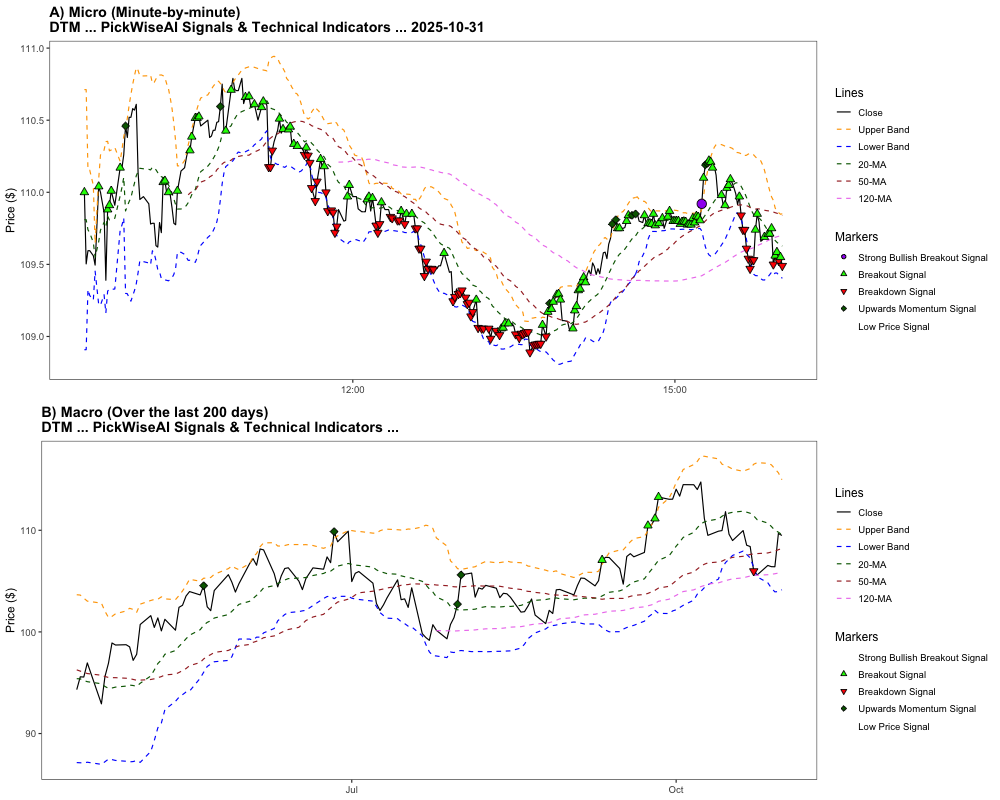 A) Micro (Minute-by-minute)
DTM ... PickWiseAI Signals & Technical Indicators ... 2025-10-31
111.0
110.5
110.0
109.5
109.0
Price ($)
12:00
15:00
Lines
Close
Upper Band
Lower Band
20-MA
50-MA
120-MA
Markers
Strong Bullish Breakout Signal
Breakout Signal
Breakdown Signal
Upwards Momentum Signal
Low Price Signal
B) Macro (Over the last 200 days)
DTM ... PickWiseAI Signals & Technical Indicators ...
110
100
90
Price ($)
Jul
Oct
Lines
Close
Upper Band
Lower Band
20-MA
50-MA
120-MA
Markers
Strong Bullish Breakout Signal
Breakout Signal
Breakdown Signal
Upwards Momentum Signal
Low Price Signal